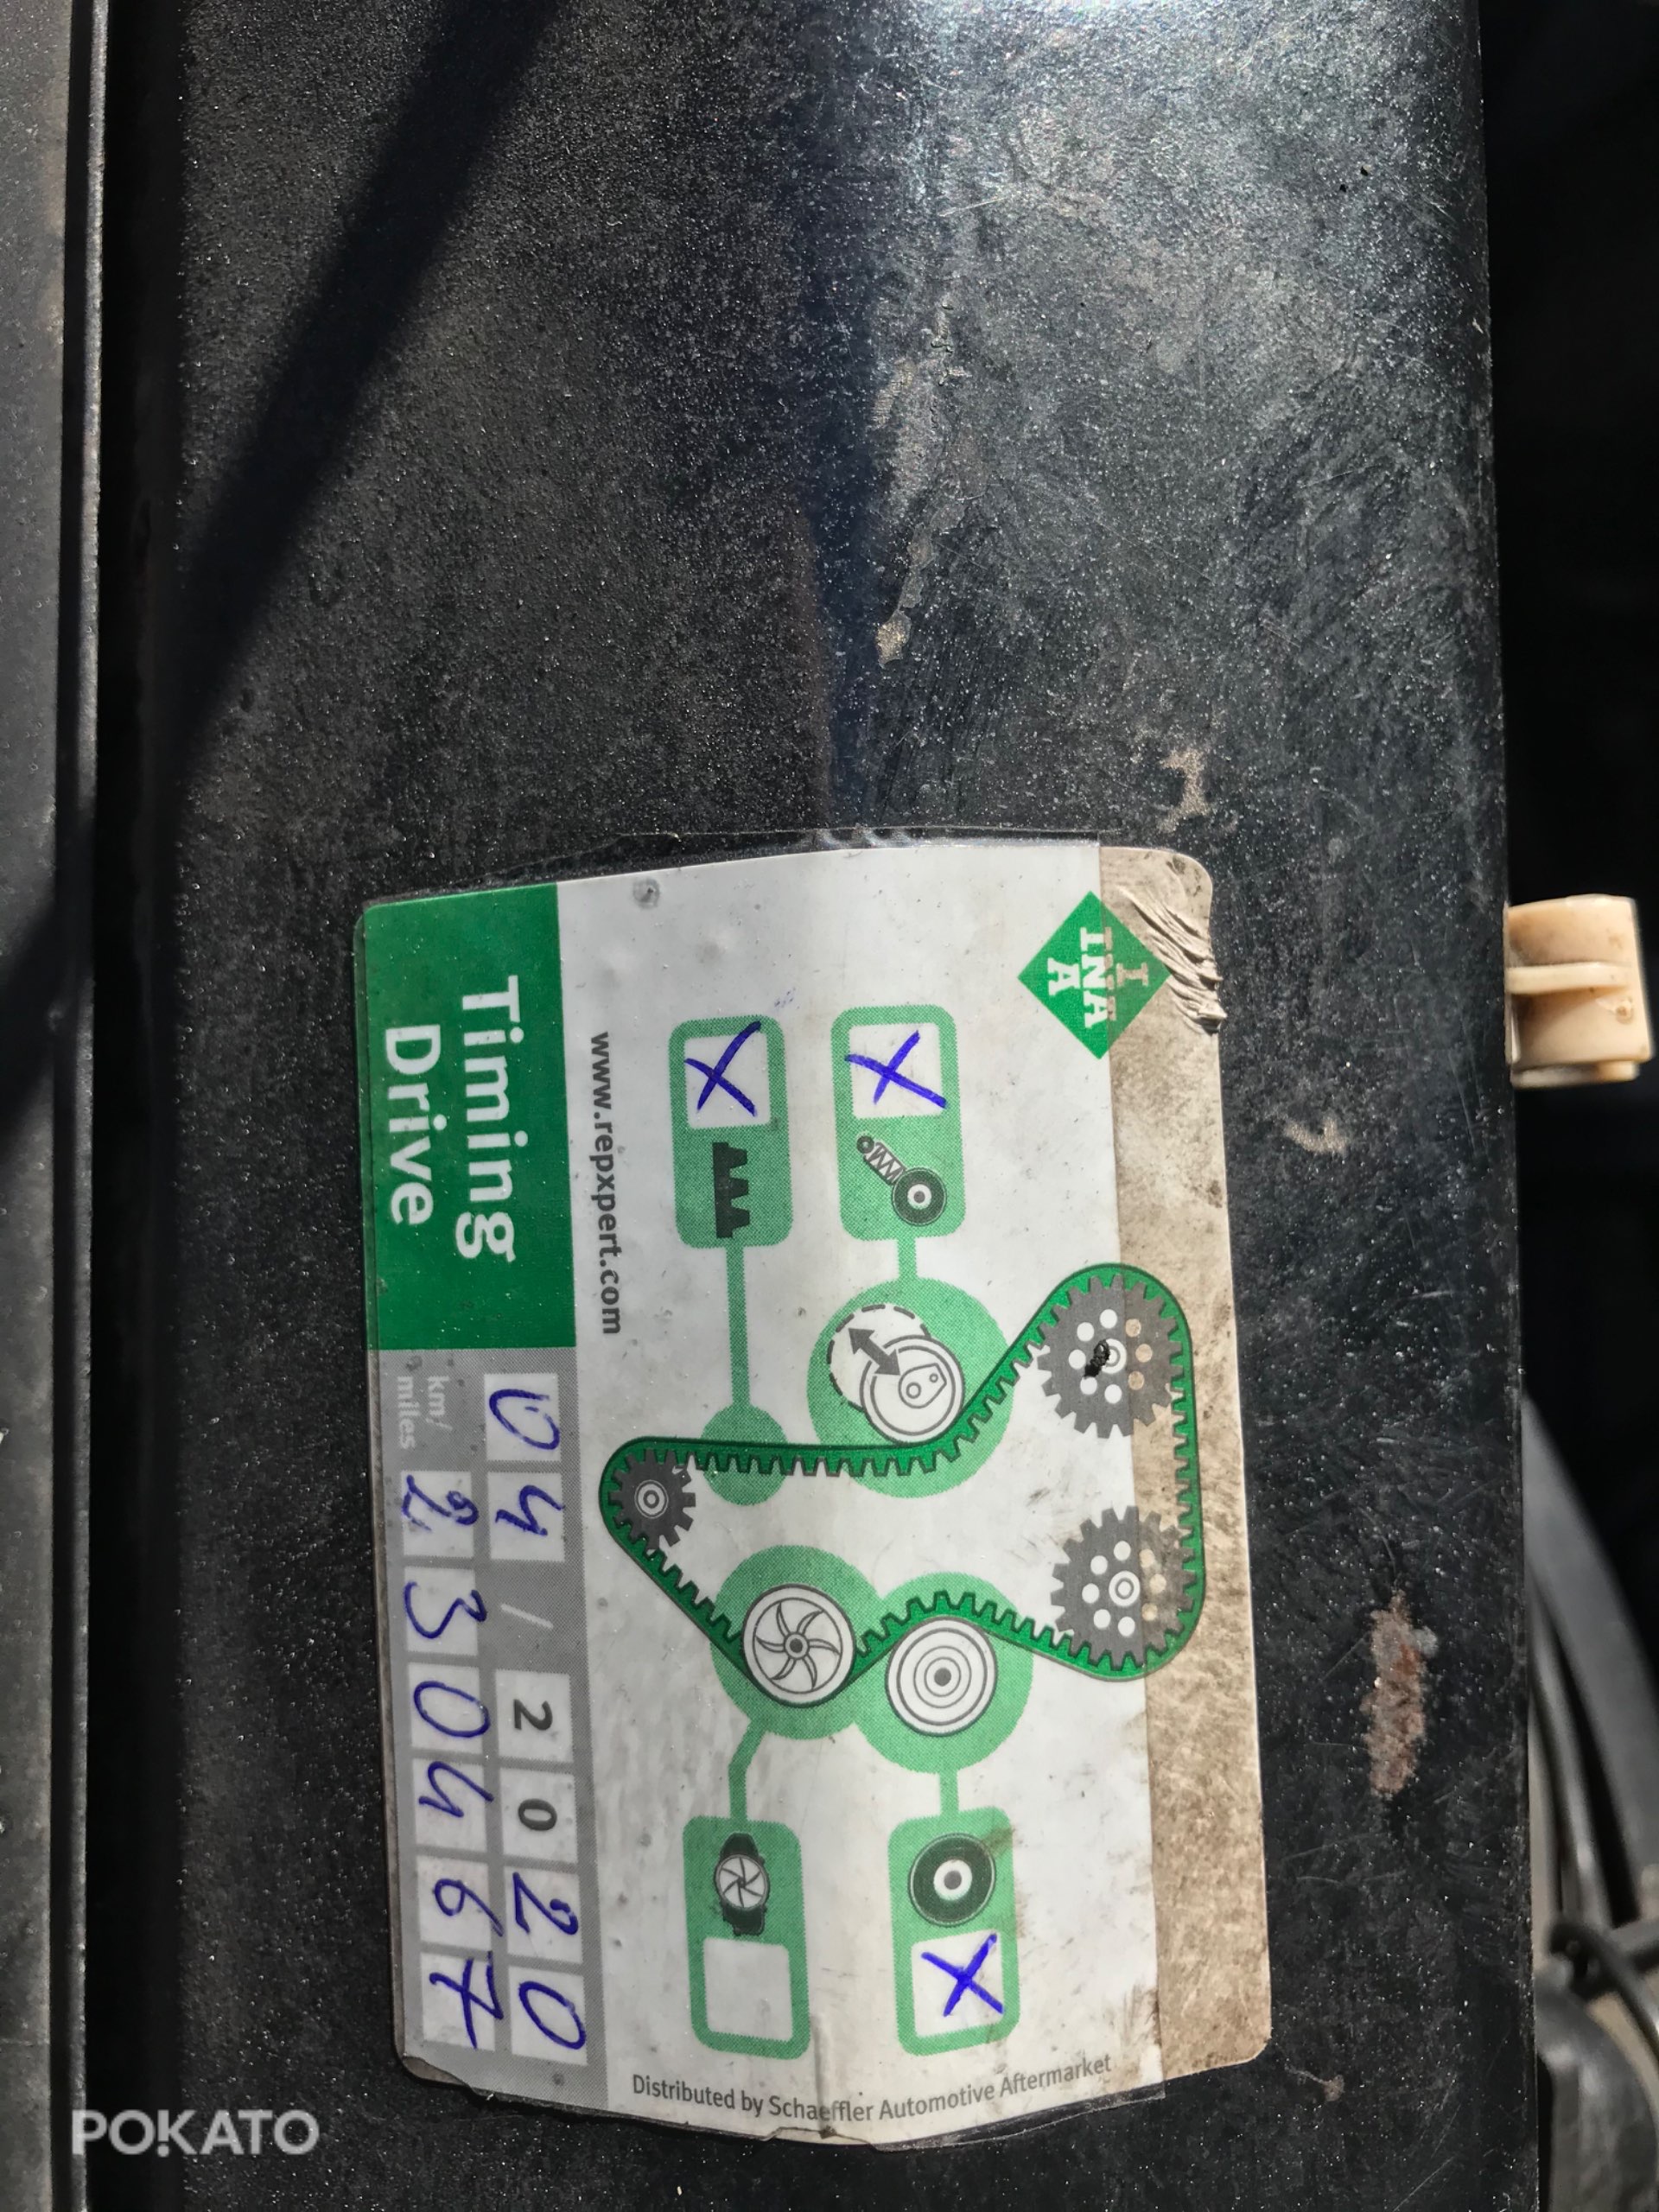 I
INA
A
www.repxpert.com
Timing
Drive
04 / 2020
km/
miles
230467
Distributed by Schaeffler Automotive Aftermarket
POKATO